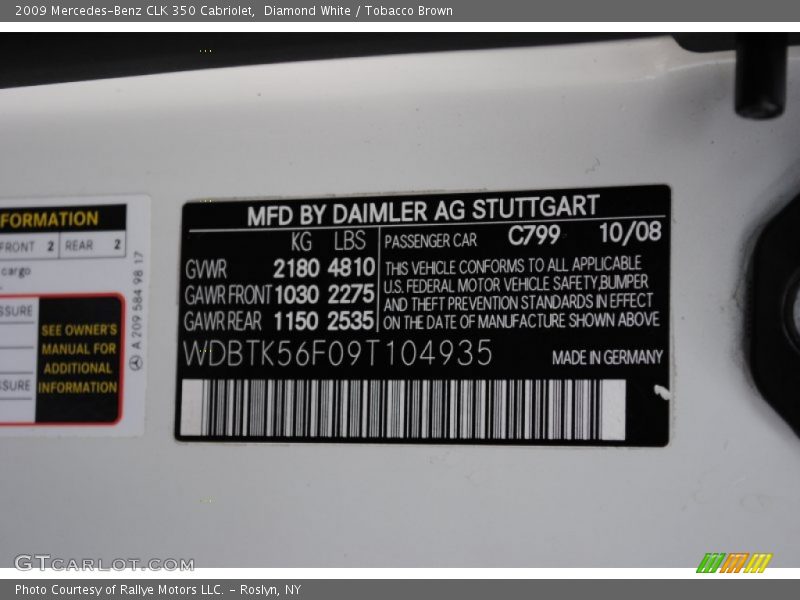 2009 Mercedes-Benz CLK 350 Cabriolet, Diamond White / Tobacco Brown
FORMATION
FRONT 2 REAR 2
cargo
SSURE
SSURE
SEE OWNER'S
MANUAL FOR
ADDITIONAL
INFORMATION
A 209 584 98 17
MFD BY DAIMLER AG STUTTGART
KG LBS PASSENGER CAR C799 10/08
GVWR 2180 4810
GAWR FRONT 1030 2275
GAWR REAR 1150 2535
THIS VEHICLE CONFORMS TO ALL APPLICABLE
U.S. FEDERAL MOTOR VEHICLE SAFETY,BUMPER
AND THEFT PREVENTION STANDARDS IN EFFECT
ON THE DATE OF MANUFACTURE SHOWN ABOVE
WDBTK56F09T104935
MADE IN GERMANY
GTCARLOT.COM
Photo Courtesy of Rallye Motors LLC. - Roslyn, NY